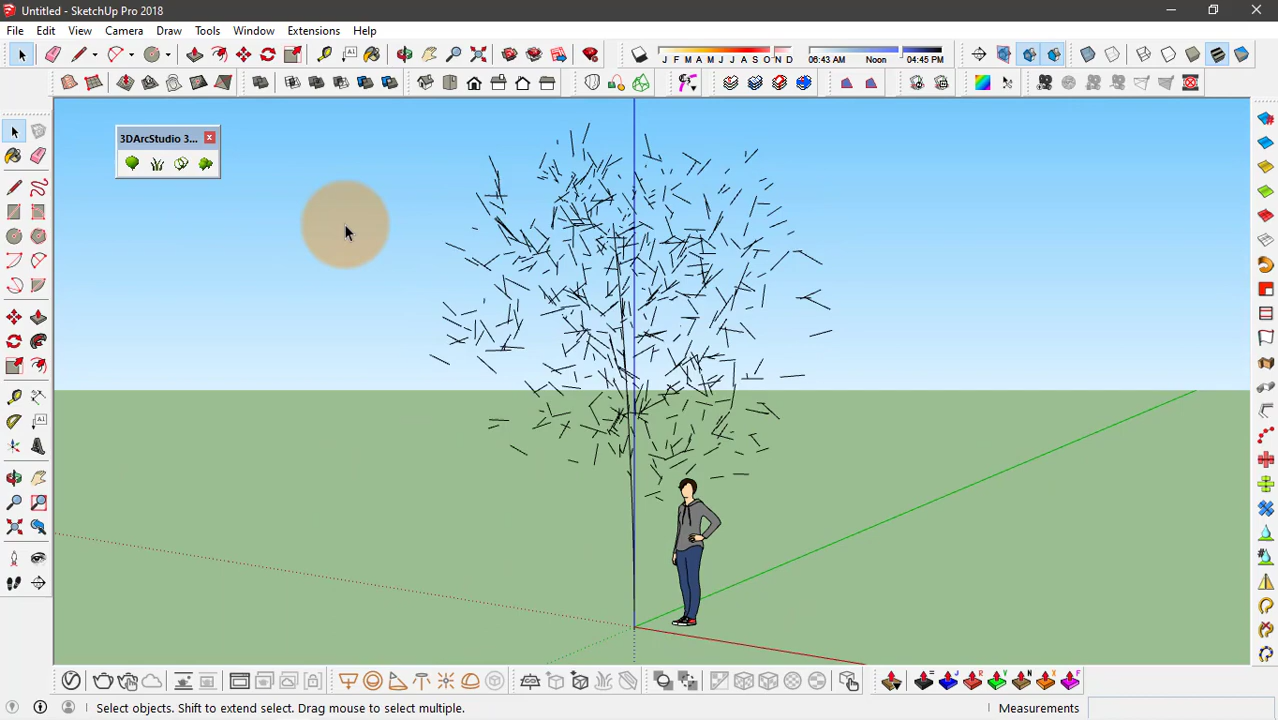 Untitled - SketchUp Pro 2018
File Edit View Camera Draw Tools Window Extensions Help
J F M A M J J A S O N D
06:43 AM Noon 04:45 PM
3DArcStudio 3...
Select objects. Shift to extend select. Drag mouse to select multiple.
Measurements